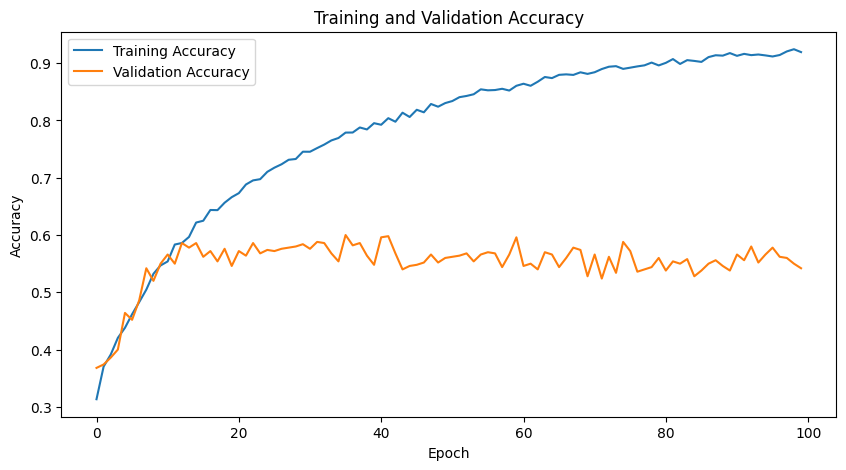 Training and Validation Accuracy
Training Accuracy
Validation Accuracy
Accuracy
0.9
0.8
0.7
0.6
0.5
0.4
0.3
0 20 40 60 80 100
Epoch